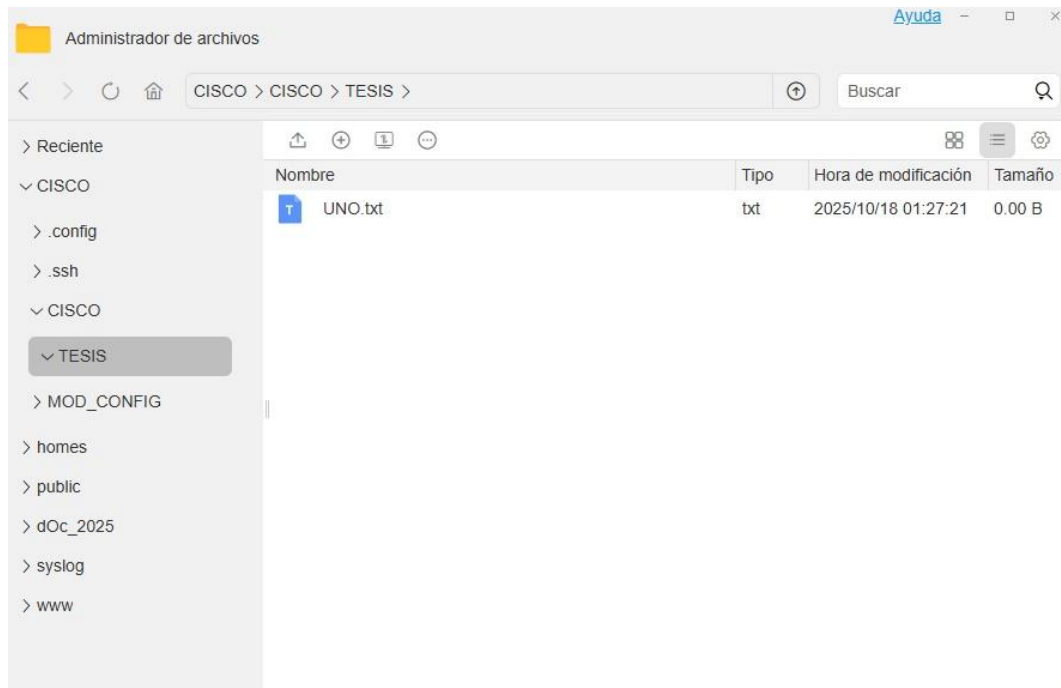 Ayuda
Administrador de archivos
CISCO > CISCO > TESIS >
Buscar
Reciente
CISCO
.config
.ssh
CISCO
TESIS
MOD_CONFIG
homes
public
dOc_2025
syslog
www
Nombre Tipo Hora de modificación Tamaño
T UNO.txt txt 2025/10/18 01:27:21 0.00 B